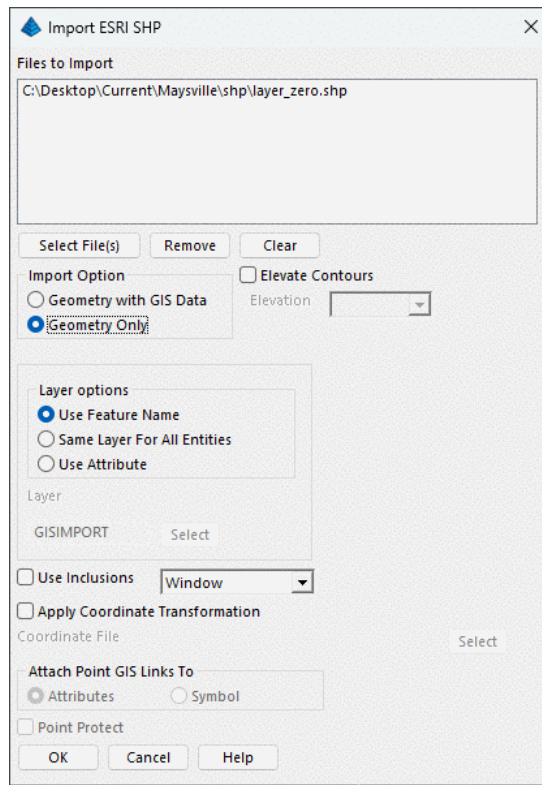 Import ESRI SHP
Files to Import
C:\Desktop\Current\Maysville\shp\layer_zero.shp
Select File(s) Remove Clear
Import Option
Elevate Contours
Geometry with GIS Data
Elevation
Geometry Only
Layer options
Use Feature Name
Same Layer For All Entities
Use Attribute
Layer
GISIMPORT Select
Use Inclusions Window
Apply Coordinate Transformation
Coordinate File Select
Attach Point GIS Links To
Attributes Symbol
Point Protect
OK Cancel Help